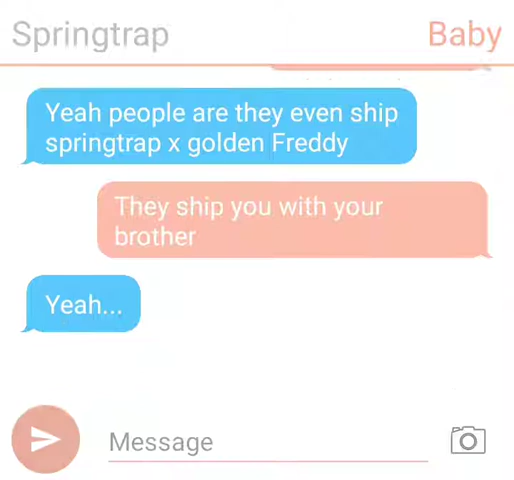 Springtrap Baby
Yeah people are they even ship
springtrap x golden Freddy
They ship you with your
brother
Yeah...
Message